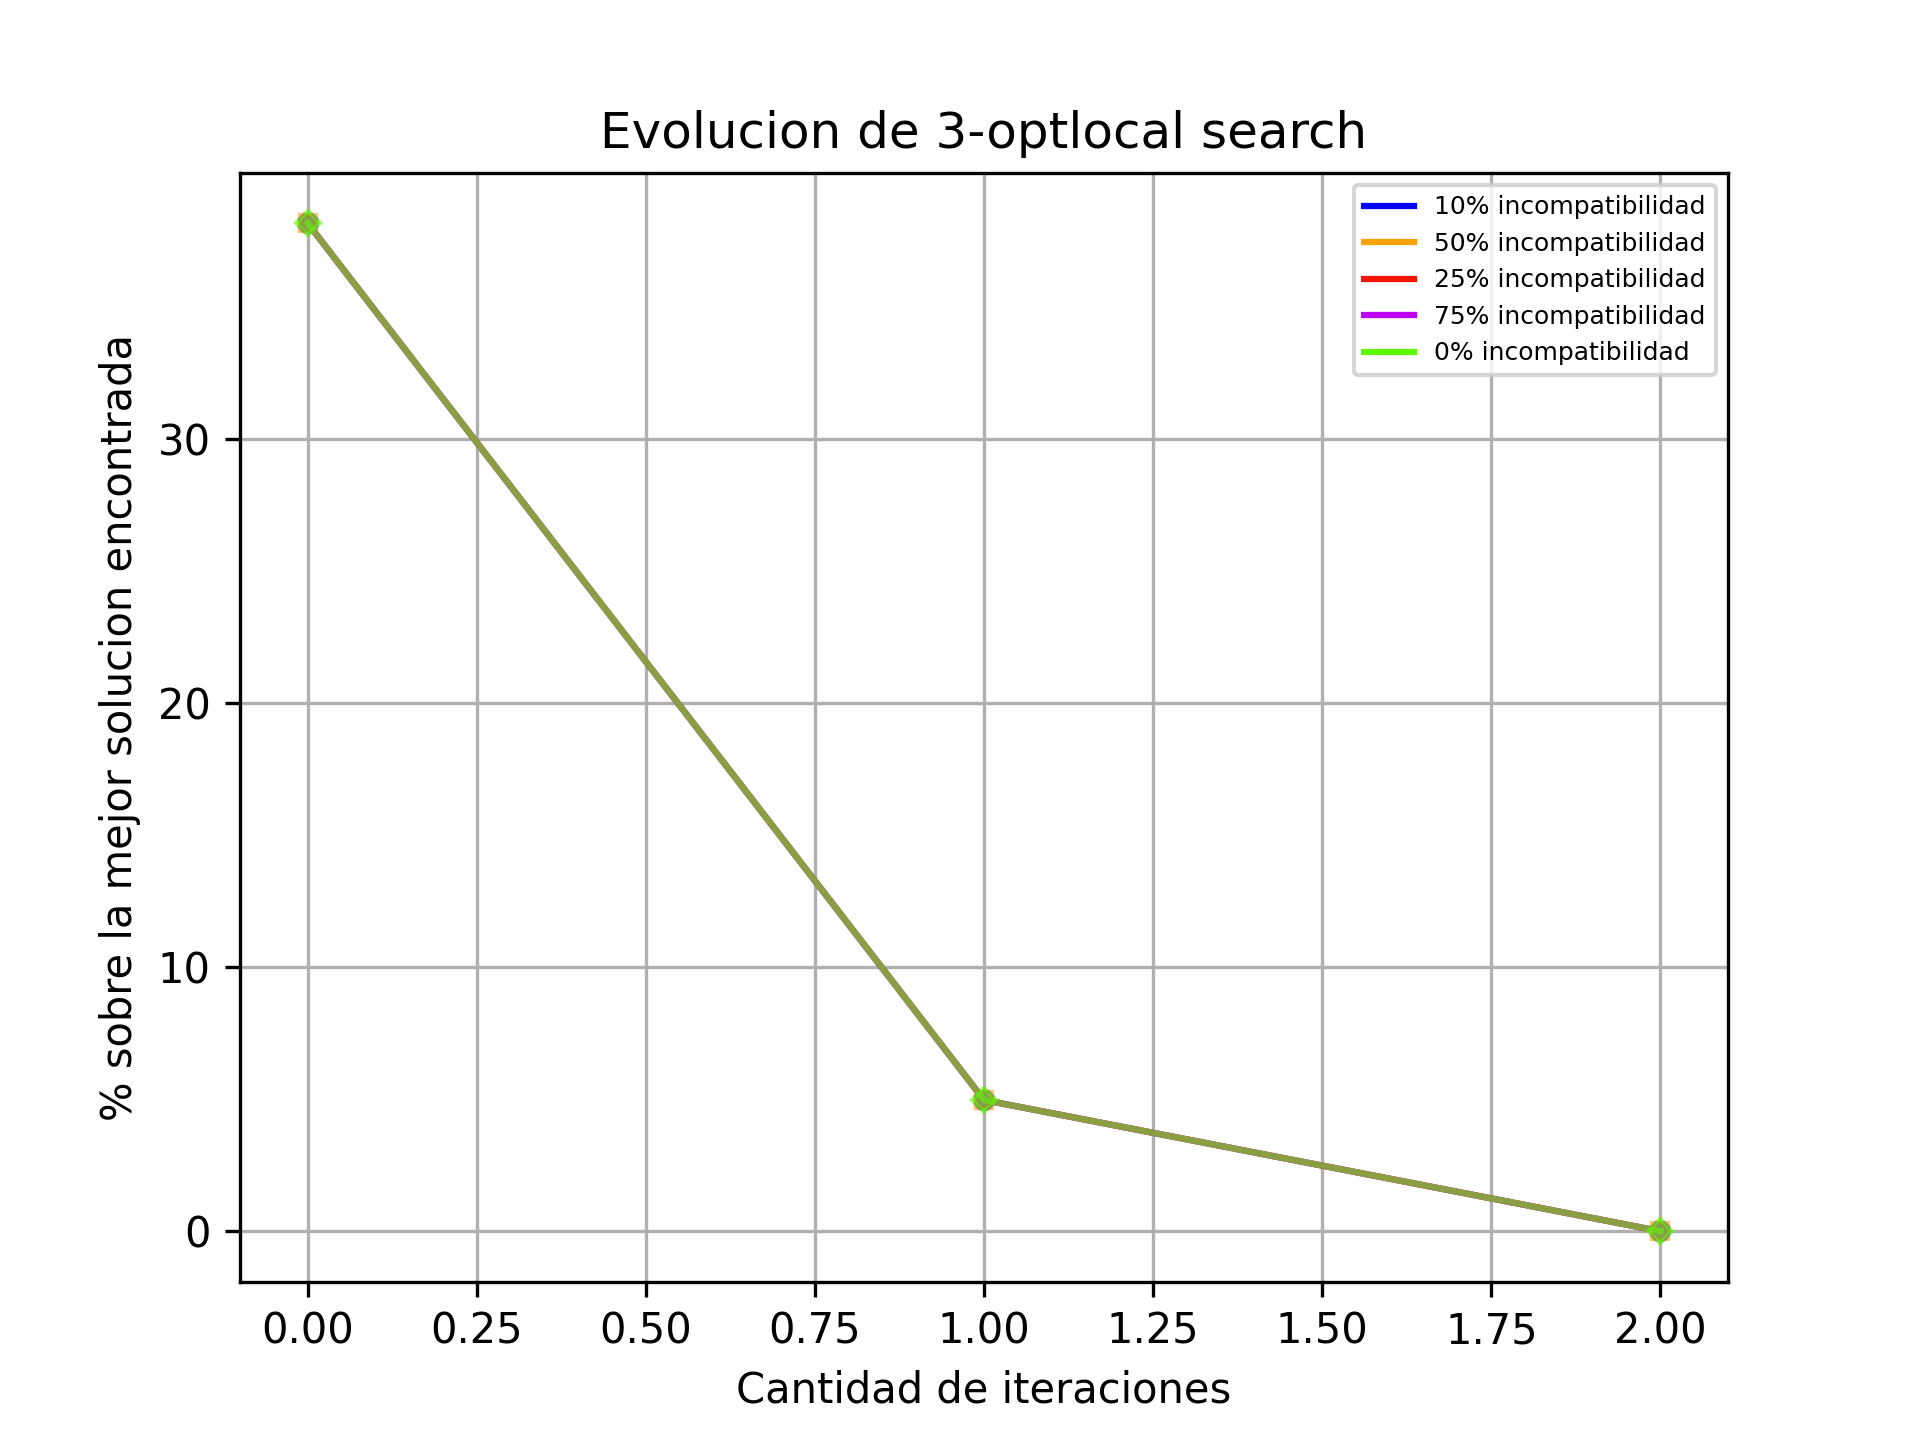 Evolucion de 3-optlocal search
10% incompatibilidad
50% incompatibilidad
25% incompatibilidad
75% incompatibilidad
0% incompatibilidad
% sobre la mejor solucion encontrada
30
20
10
0
0.00 0.25 0.50 0.75 1.00 1.25 1.50 1.75 2.00
Cantidad de iteraciones